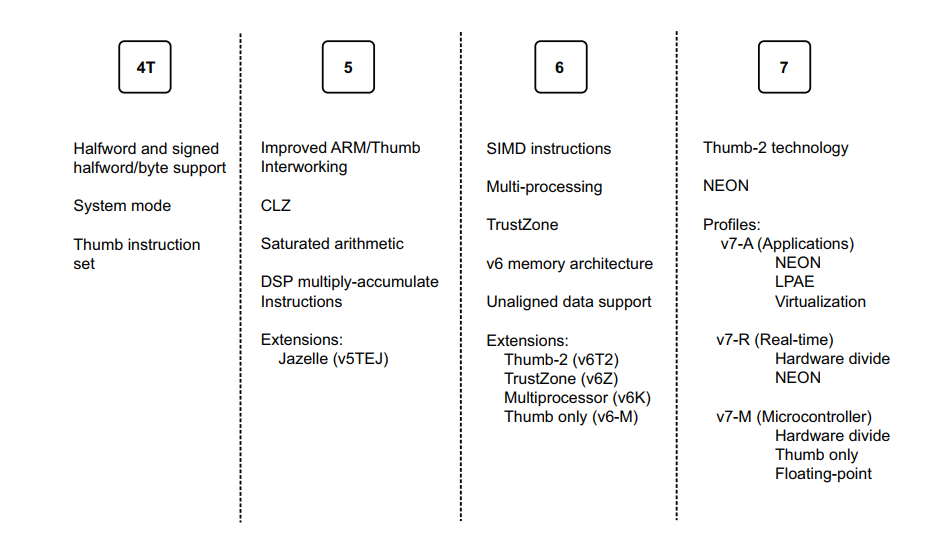 4T
Halfword and signed
halfword/byte support
System mode
Thumb instruction
set
5
Improved ARM/Thumb
Interworking
CLZ
Saturated arithmetic
DSP multiply-accumulate
Instructions
Extensions:
Jazelle (v5TEJ)
6
SIMD instructions
Multi-processing
TrustZone
v6 memory architecture
Unaligned data support
Extensions:
Thumb-2 (v6T2)
TrustZone (v6Z)
Multiprocessor (v6K)
Thumb only (v6-M)
7
Thumb-2 technology
NEON
Profiles:
v7-A (Applications)
NEON
LPAE
Virtualization
v7-R (Real-time)
Hardware divide
NEON
v7-M (Microcontroller)
Hardware divide
Thumb only
Floating-point